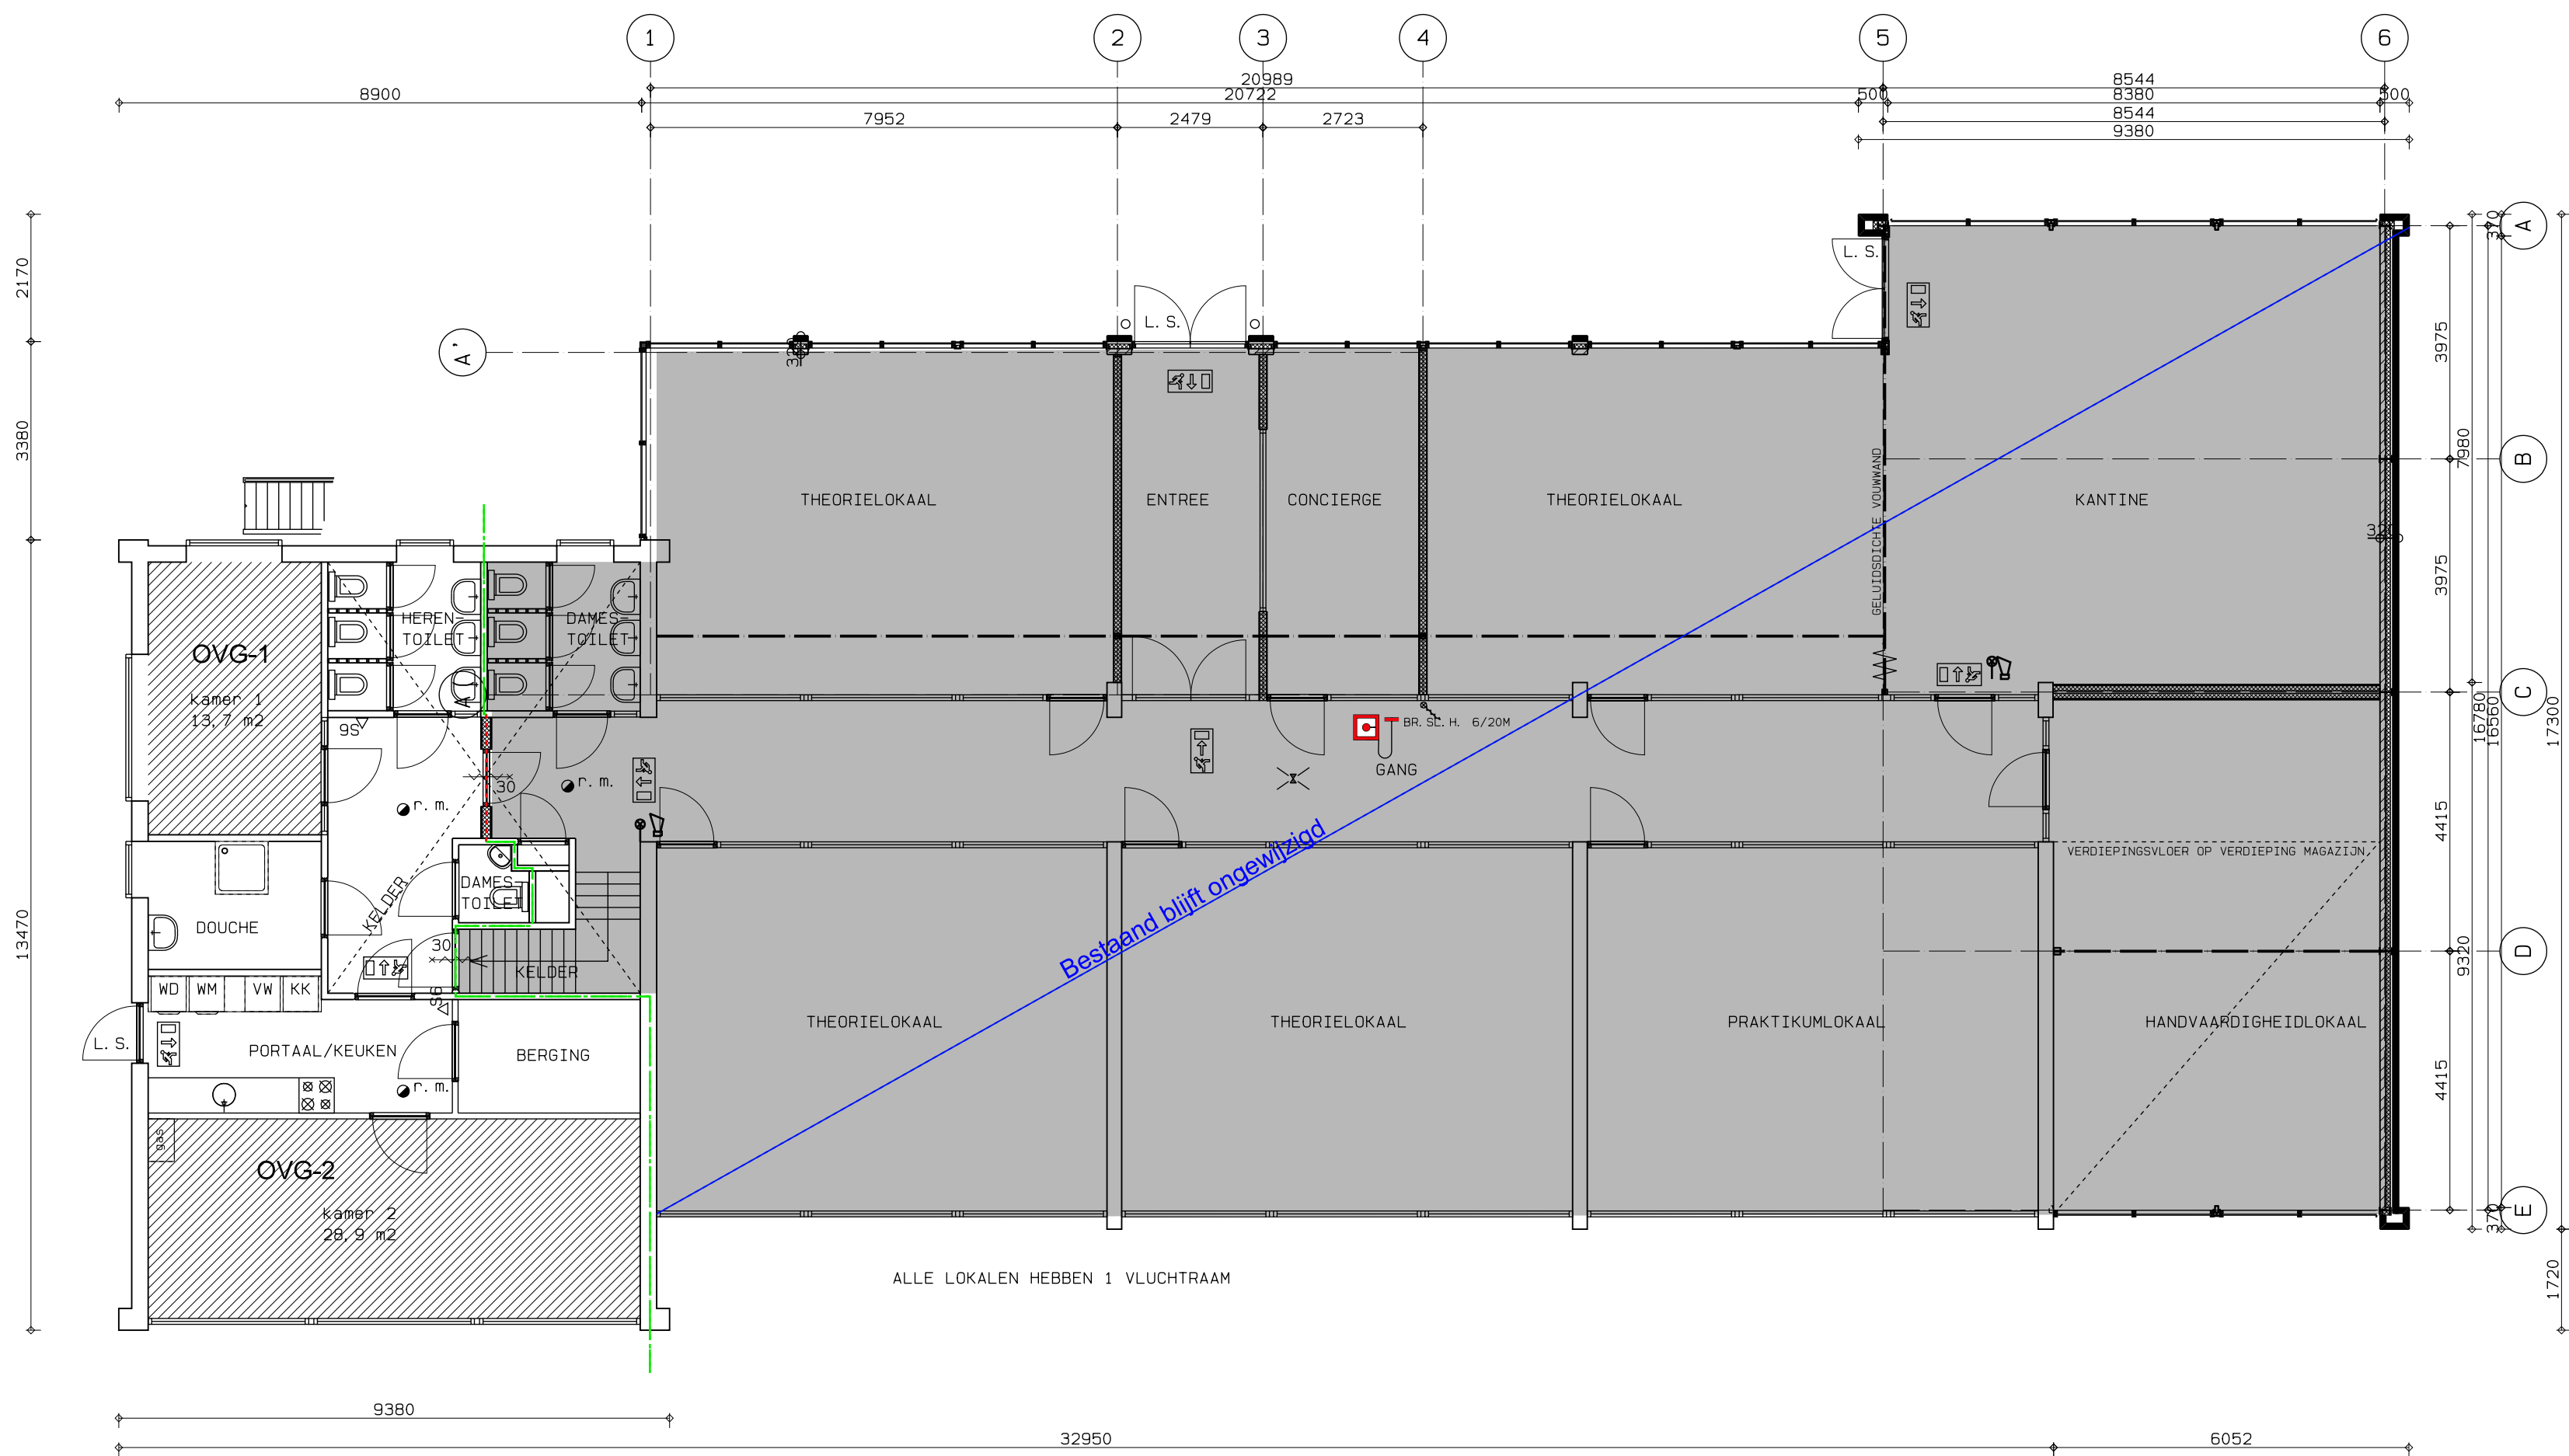 1 2 3 4 5 6
20989 8544
8900 20722 500 8380 500
7952 2479 2723 8544
9380
A
370
L. S.
2170
L. S.
A'
3975
3380
7980
B
THEORIELOKAAL ENTREE CONCIERGE THEORIELOKAAL KANTINE
GELUIDSDICHTE VOUWWAND
3975
HEREN-
TOILET
DAMES-
TOILET
OVG-1
Kamer 1
13,7 m2
C
16780
16560
17300
BR. SL. H. 6/20M
GANG
30
r. m.
r. m.
4415
VERDIEPINGSVLOER OP VERDIEPING MAGAZIJN
Bestaand blijft ongewijzigd
DAMES-
TOILET
KELDER
DOUCHE
13470
30
KELDER
D
9320
WD WM VW KK
THEORIELOKAAL THEORIELOKAAL PRAKTIKUMLOKAAL HANDVAARDIGHEIDLOKAAL
L. S.
PORTAAL/KEUKEN
BERGING
r. m.
4415
gas
OVG-2
Kamer 2
28,9 m2
E
370
ALLE LOKALEN HEBBEN 1 VLUCHTRAAM
1720
9380
32950 6052